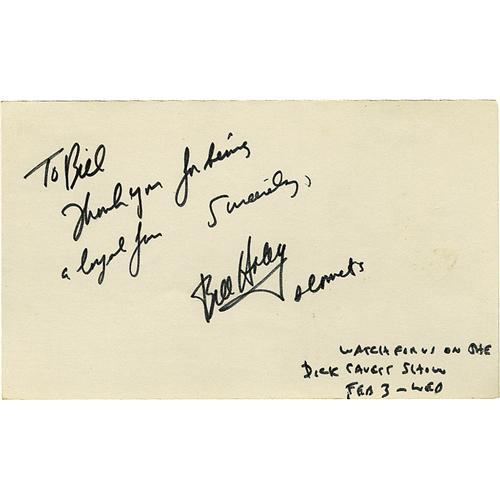 To Bill
Thank you for being
a loyal fan Sincerely,
Bill Haley
& Comets
WATCH FOR US ON THE
DICK CAVETT SHOW
FEB 3 - WED